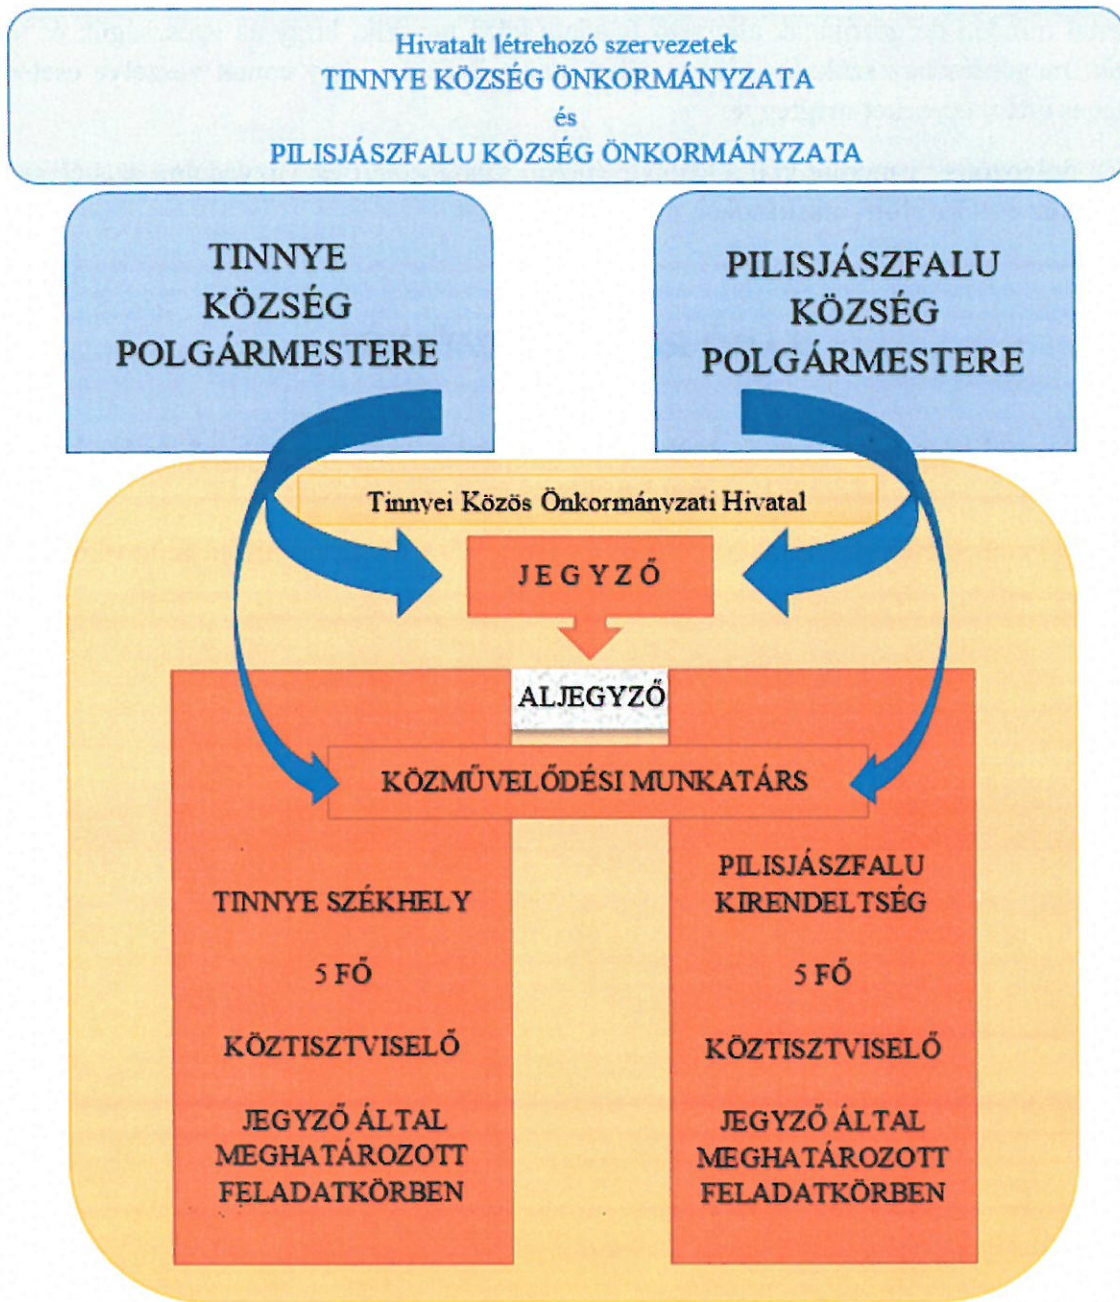 Hivatalt létrehozó szervezetek
TINNYE KÖZSÉG ÖNKORMÁNYZATA
és
PILISJÁSZFALU KÖZSÉG ÖNKORMÁNYZATA
TINNYE
KÖZSÉG
POLGÁRMESTERE
PILISJÁSZFALU
KÖZSÉG
POLGÁRMESTERE
Tinnyei Közös Önkormányzati Hivatal
J E G Y Z Ő
ALJEGYZŐ
KÖZMŰVELŐDÉSI MUNKATÁRS
TINNYE SZÉKHELY
5 FŐ
KÖZTISZTVISELŐ
JEGYZŐ ÁLTAL
MEGHATÁROZOTT
FELADATKÖRBEN
PILISJÁSZFALU
KIRENDELTSÉG
5 FŐ
KÖZTISZTVISELŐ
JEGYZŐ ÁLTAL
MEGHATÁROZOTT
FELADATKÖRBEN